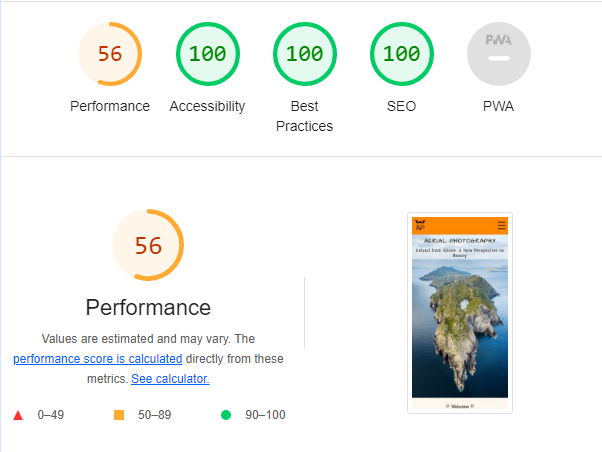 56
100
100
100
PWA
Performance
Accessibility
Best
Practices
SEO
PWA
56
Performance
Values are estimated and may vary. The
performance score is calculated directly from these
metrics. See calculator.
0–49
50–89
90–100
AP
AERIAL PHOTOGRAPHY
Ireland from Above: A New Perspective on
Beauty
Welcome